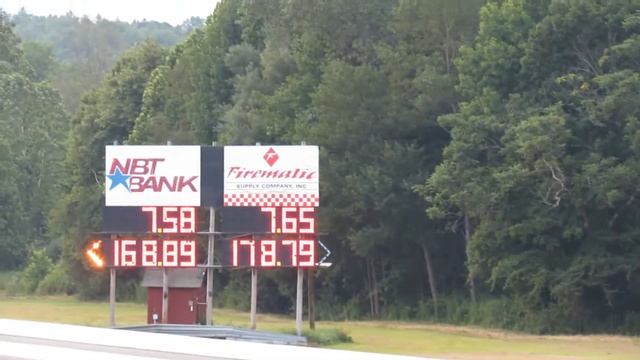 NBT
BANK
Firematic
SUPPLY COMPANY, INC
7.58
7.65
168.89
178.79